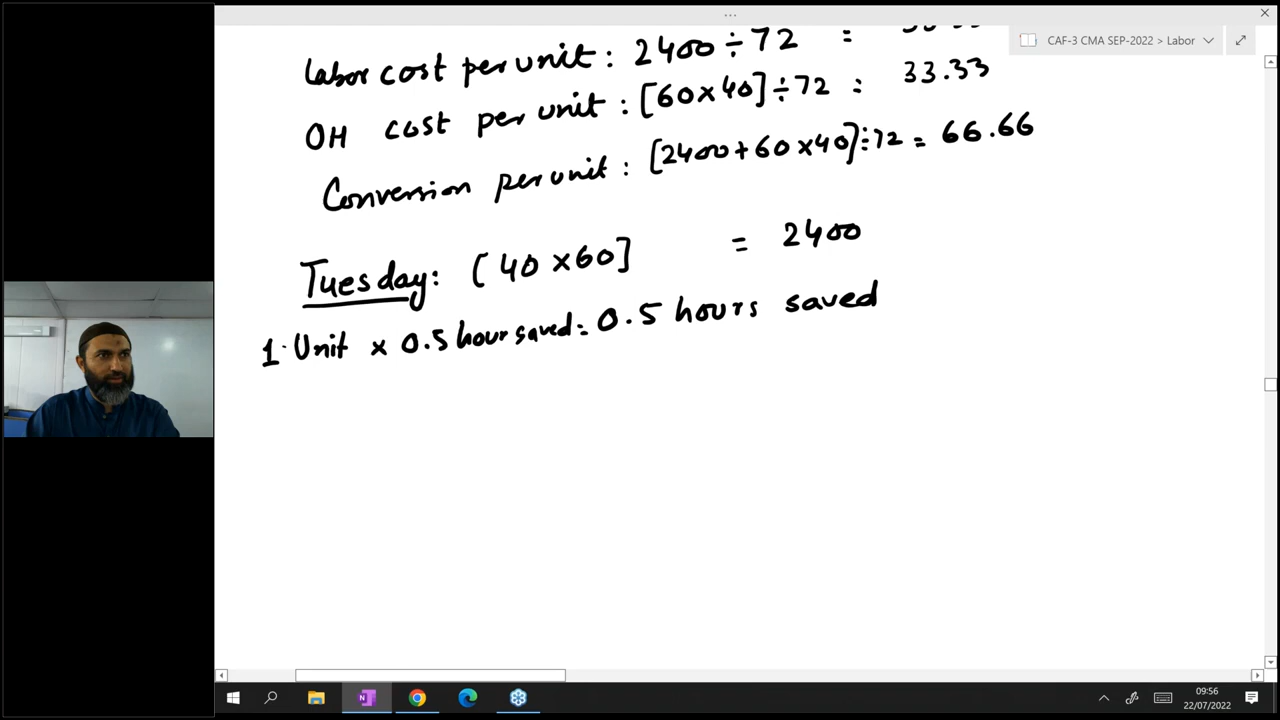 CAF-3 CMA SEP-2022 > Labor
Labor cost per unit : 2400 ÷ 72 =
OH cost per unit : [60 x 40] ÷ 72 = 33.33
Conversion per unit : [2400 + 60 x 40] ÷ 72 = 66.66
Tuesday: [40 x 60] = 2400
1. Unit x 0.5 hour saved = 0.5 hours saved
09:56
22/07/2022